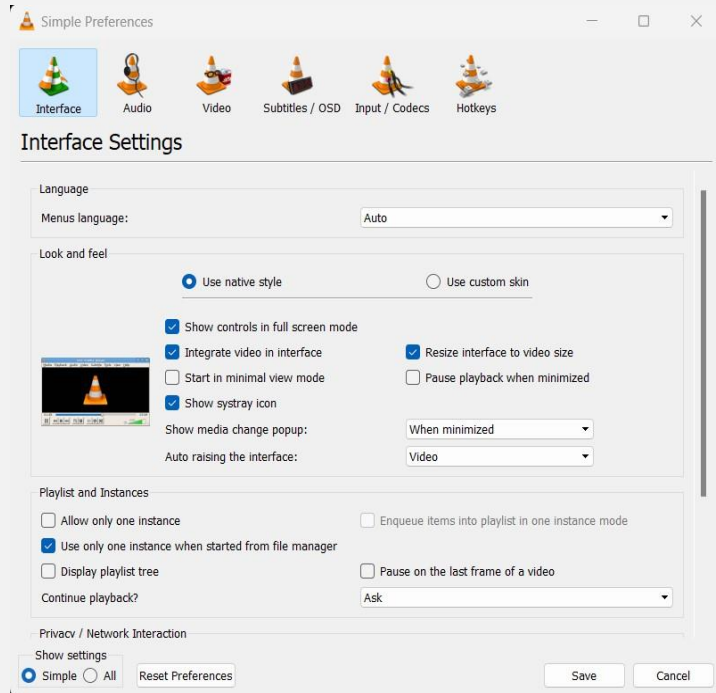 Simple Preferences
Interface
Audio
Video
Subtitles / OSD
Input / Codecs
Hotkeys
Interface Settings
Language
Menus language:
Auto
Look and feel
Use native style
Use custom skin
Show controls in full screen mode
Integrate video in interface
Resize interface to video size
Start in minimal view mode
Pause playback when minimized
Show systray icon
Show media change popup:
When minimized
Auto raising the interface:
Video
Playlist and Instances
Allow only one instance
Enqueue items into playlist in one instance mode
Use only one instance when started from file manager
Display playlist tree
Pause on the last frame of a video
Continue playback?
Ask
Privacy / Network Interaction
Show settings
Simple
All
Reset Preferences
Save
Cancel